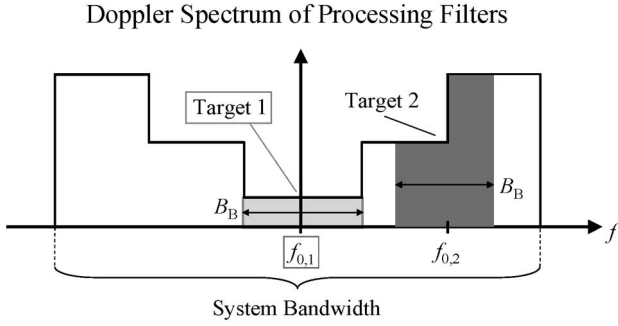 Doppler Spectrum of Processing Filters
Target 1
Target 2
B_B
B_B
f
f_{0,1}
f_{0,2}
System Bandwidth